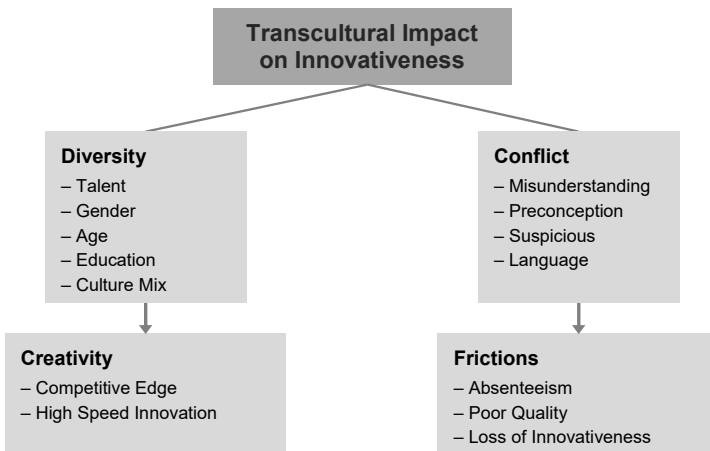 Transcultural Impact
on Innovativeness
Diversity
– Talent
– Gender
– Age
– Education
– Culture Mix
Conflict
– Misunderstanding
– Preconception
– Suspicious
– Language
Creativity
– Competitive Edge
– High Speed Innovation
Frictions
– Absenteeism
– Poor Quality
– Loss of Innovativeness